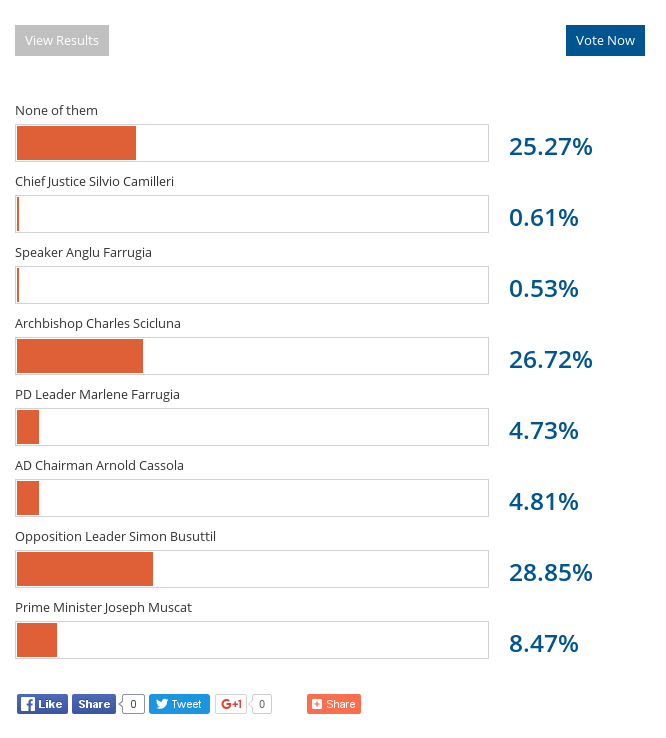 View Results
Vote Now
None of them
25.27%
Chief Justice Silvio Camilleri
0.61%
Speaker Anglu Farrugia
0.53%
Archbishop Charles Scicluna
26.72%
PD Leader Marlene Farrugia
4.73%
AD Chairman Arnold Cassola
4.81%
Opposition Leader Simon Busuttil
28.85%
Prime Minister Joseph Muscat
8.47%
Like Share 0 Tweet G+1 0 Share